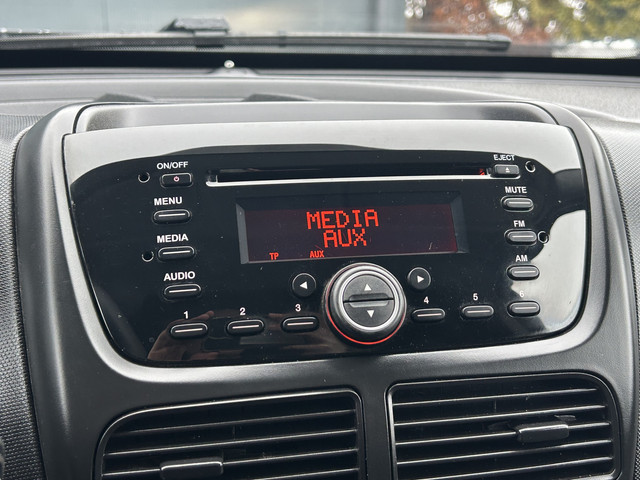 ON/OFF
EJECT
MENU
MUTE
MEDIA
AUX
FM
MEDIA
TP AUX
AM
AUDIO
1 2 3 4 5 6